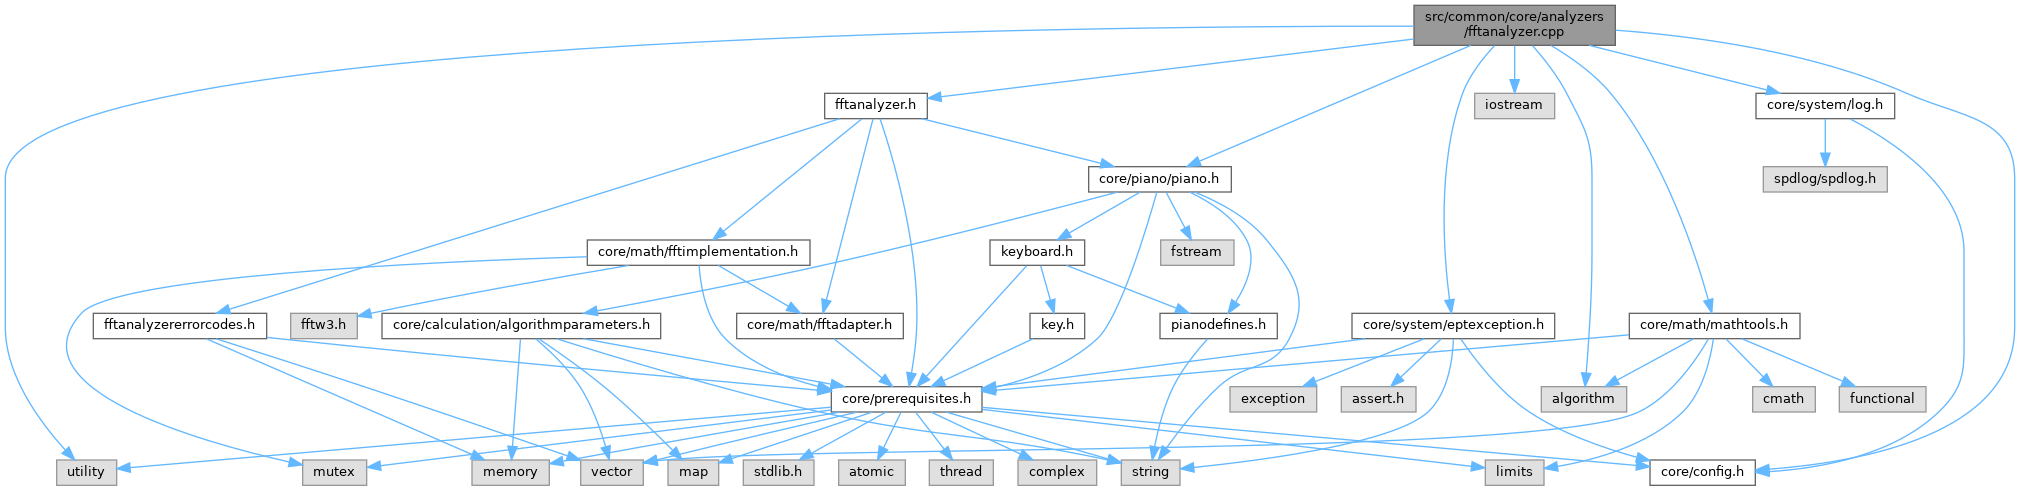 src/common/core/analyzers
/fftanalyzer.cpp
fftanalyzer.h
iostream
core/system/log.h
core/piano/piano.h
spdlog/spdlog.h
core/math/fftimplementation.h
keyboard.h
fstream
fftanalyzererrorcodes.h
fftw3.h
core/calculation/algorithmparameters.h
core/math/fftadapter.h
key.h
pianodefines.h
core/system/eptexception.h
core/math/mathtools.h
core/prerequisites.h
exception
assert.h
algorithm
cmath
functional
utility
mutex
memory
vector
map
stdlib.h
atomic
thread
complex
string
limits
core/config.h